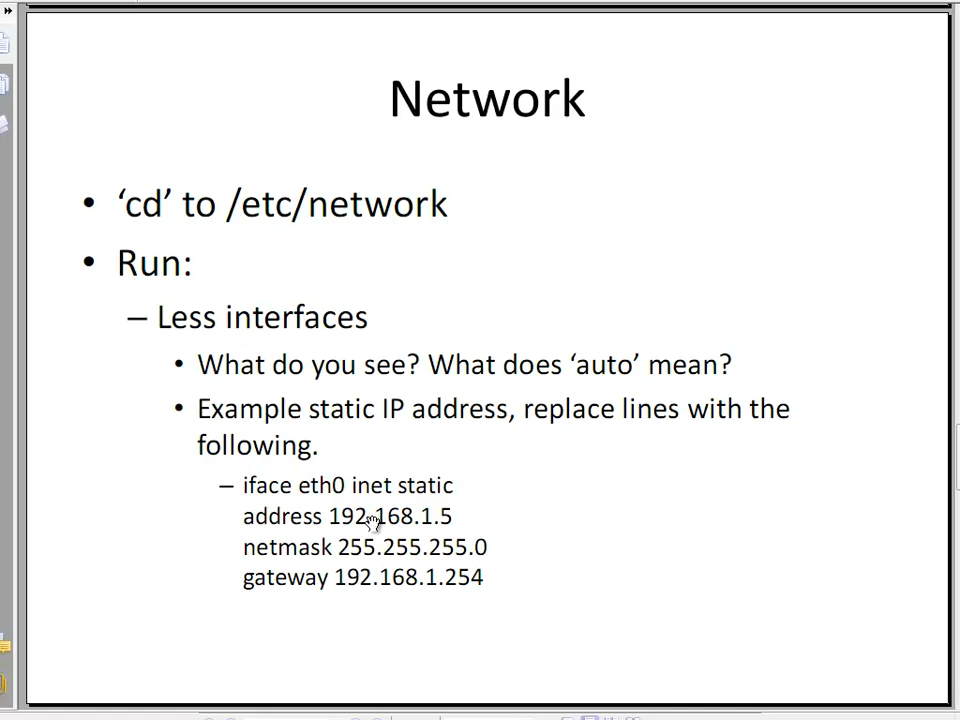 Network
• ‘cd’ to /etc/network
• Run:
– Less interfaces
• What do you see? What does ‘auto’ mean?
• Example static IP address, replace lines with the
following.
– iface eth0 inet static
address 192.168.1.5
netmask 255.255.255.0
gateway 192.168.1.254